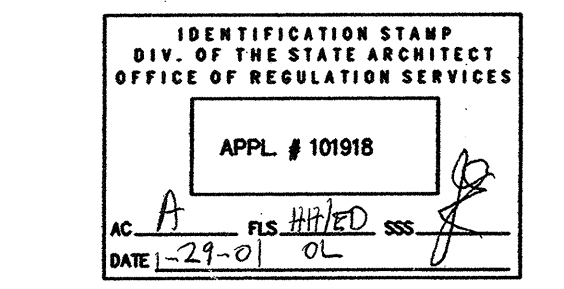 IDENTIFICATION STAMP
DIV. OF THE STATE ARCHITECT
OFFICE OF REGULATION SERVICES
APPL. # 101918
AC A FLS HH/ED SSS
DATE 1-29-01 OL